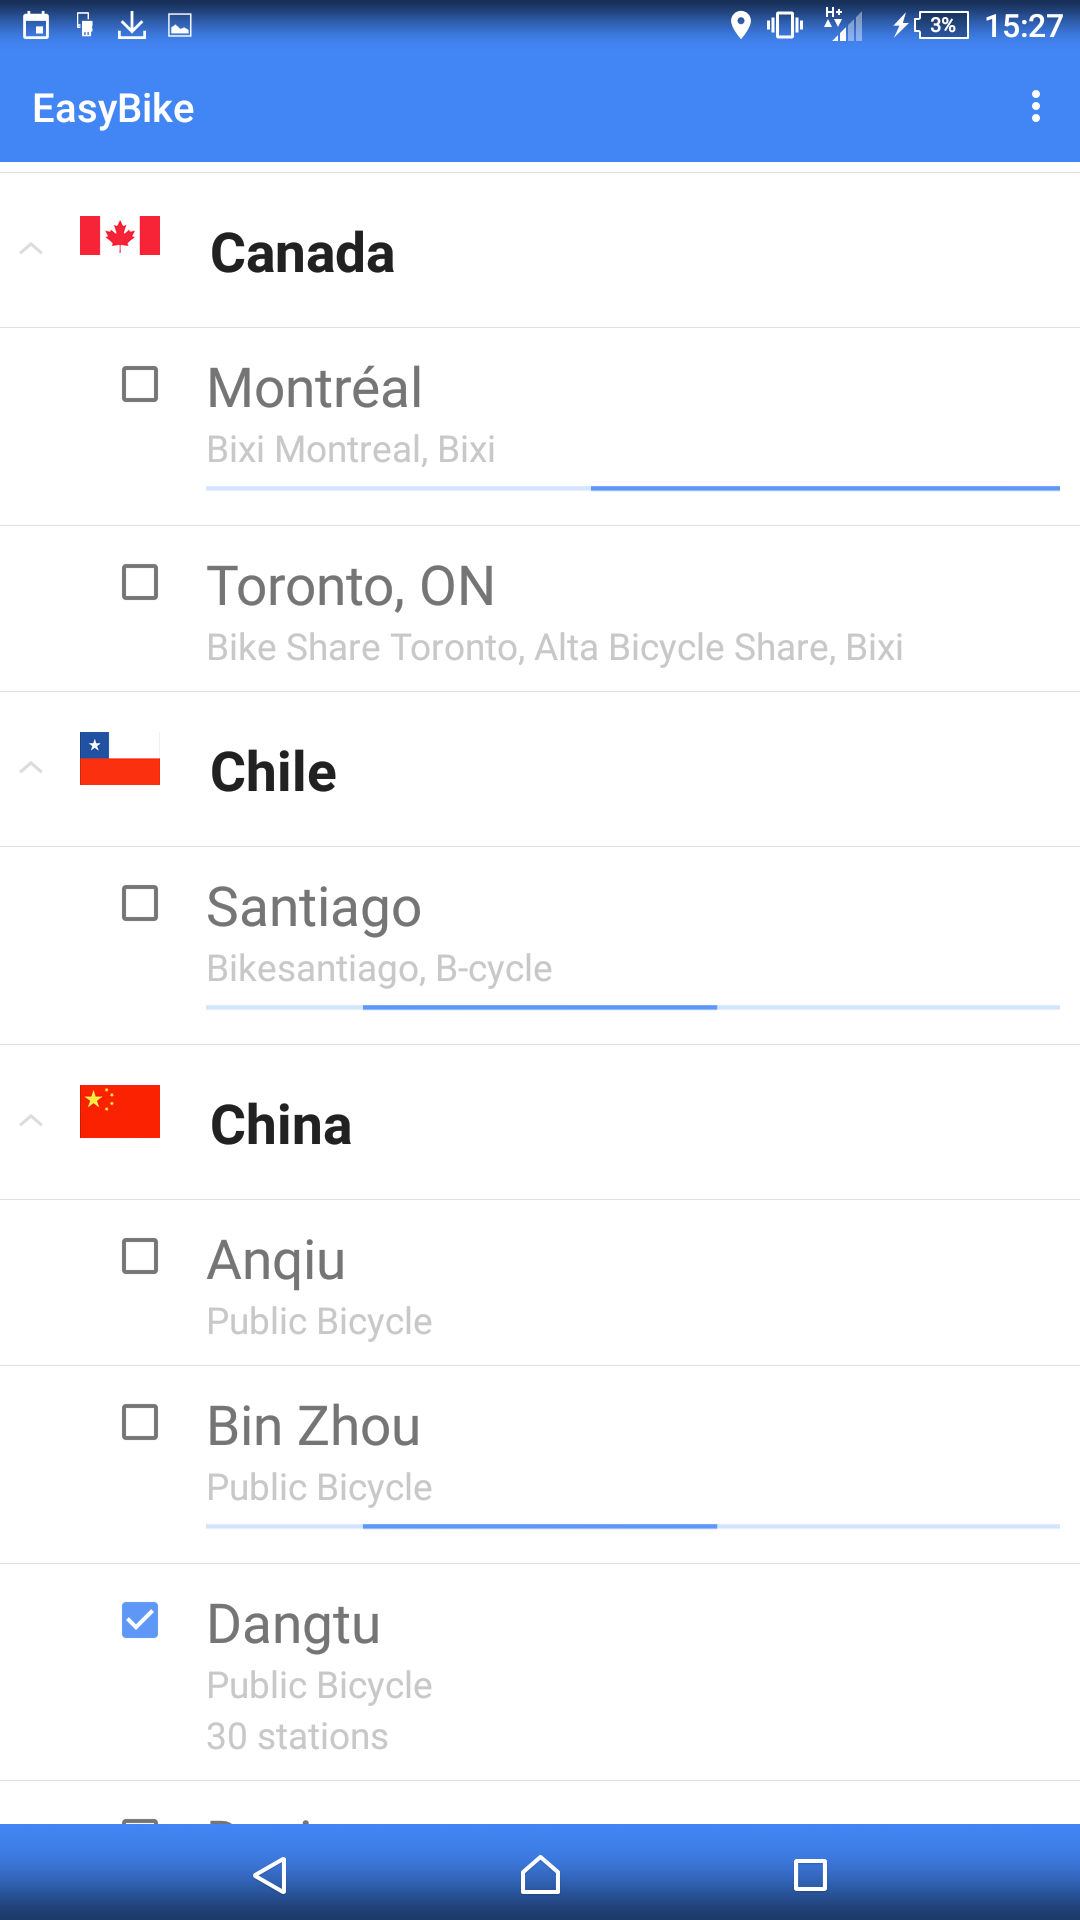 H+
3%
15:27
EasyBike
Canada
Montréal
Bixi Montreal, Bixi
Toronto, ON
Bike Share Toronto, Alta Bicycle Share, Bixi
Chile
Santiago
Bikesantiago, B-cycle
China
Anqiu
Public Bicycle
Bin Zhou
Public Bicycle
Dangtu
Public Bicycle
30 stations